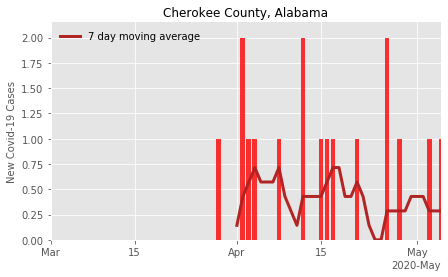 Cherokee County, Alabama
7 day moving average
New Covid-19 Cases
2.00
1.75
1.50
1.25
1.00
0.75
0.50
0.25
0.00
Mar 15 Apr 15 May
2020-May